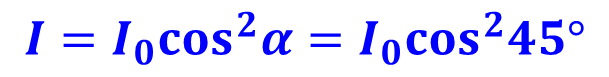 I = I₀cos²α = I₀cos²45°